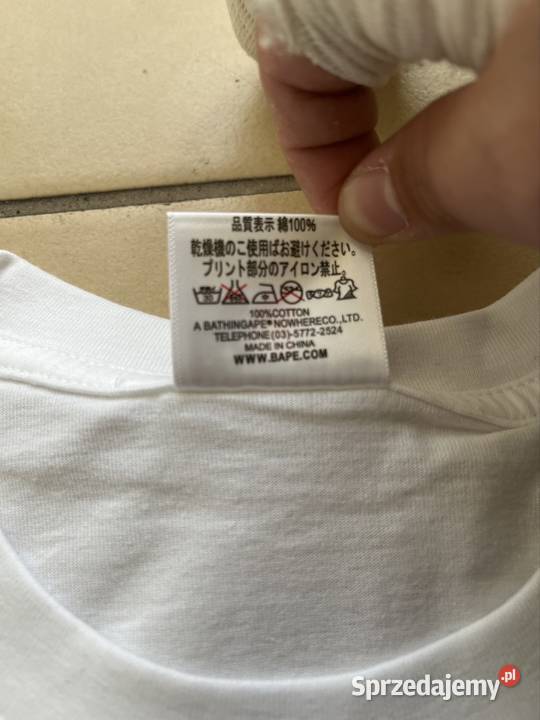 品質表示 綿100%
乾燥機のご使用ばお避けください。
プリント部分のアイロン禁止。
30
100%COTTON
A BATHINGAPE® NOWHERECO.,LTD.
TELEPHONE(03)-5772-2524
MADE IN CHINA
WWW.BAPE.COM
Sprzedajemy.pl